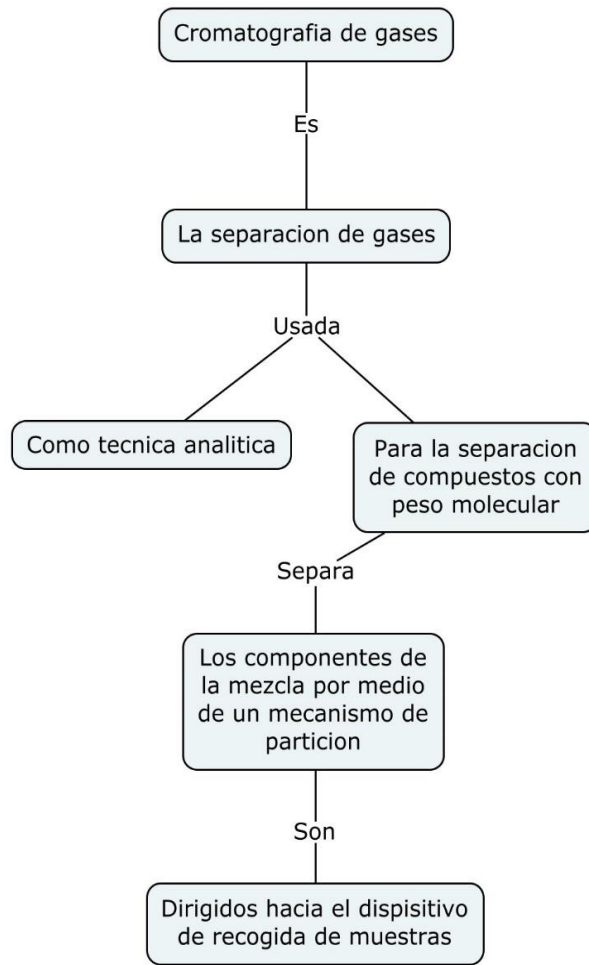 Cromatografia de gases
Es
La separacion de gases
Usada
Como tecnica analitica
Para la separacion
de compuestos con
peso molecular
Separa
Los componentes de
la mezcla por medio
de un mecanismo de
particion
Son
Dirigidos hacia el dispisitivo
de recogida de muestras